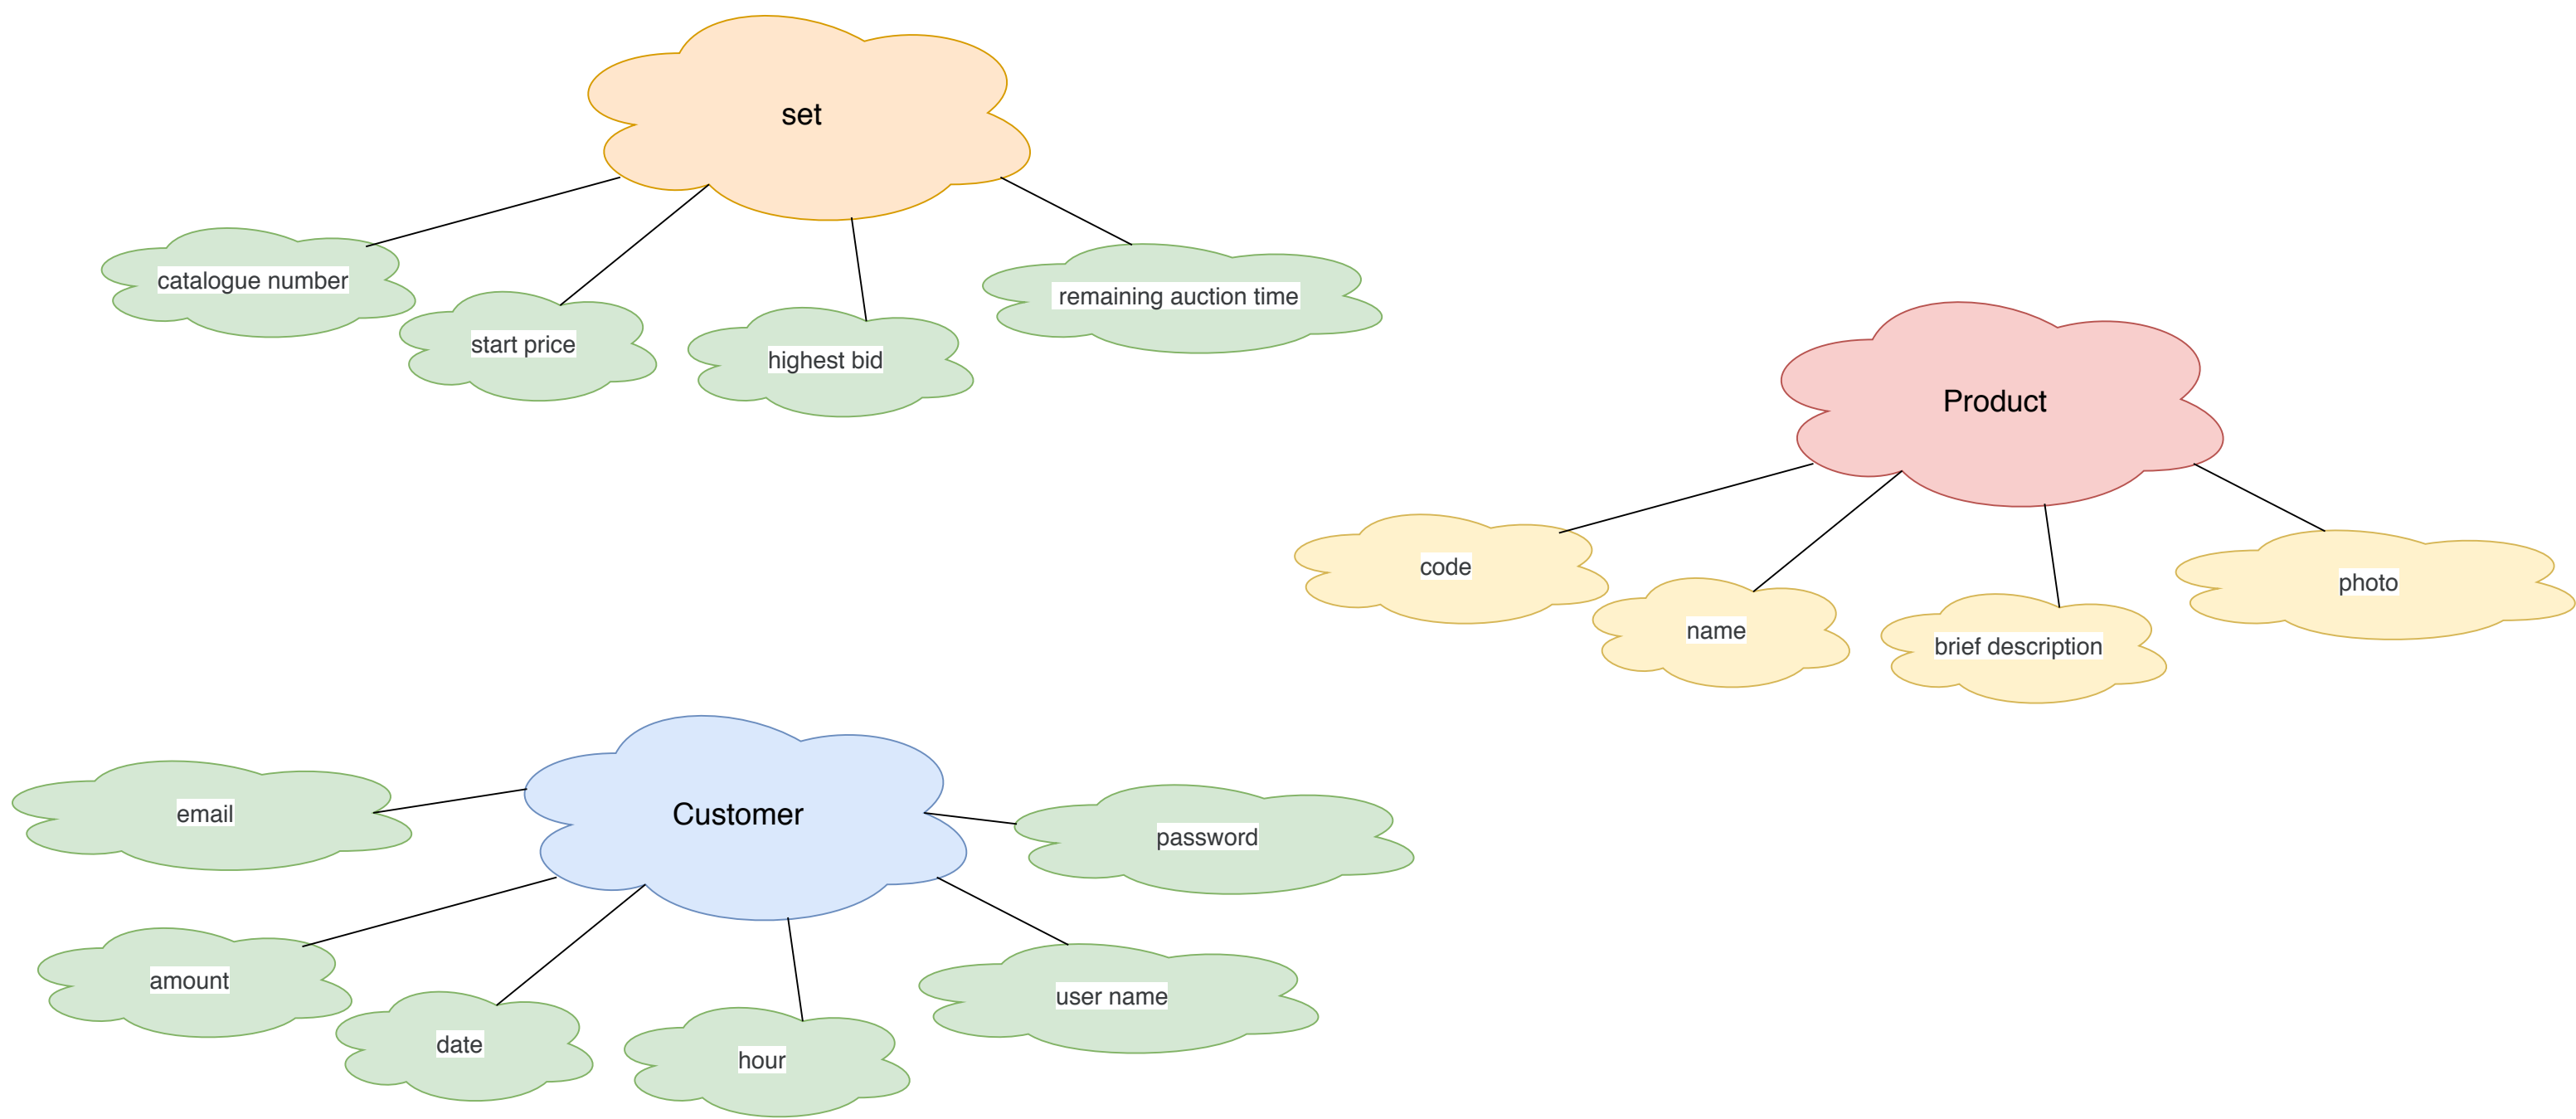 set
catalogue number
start price
highest bid
remaining auction time
Product
code
name
brief description
photo
Customer
email
password
amount
date
hour
user name